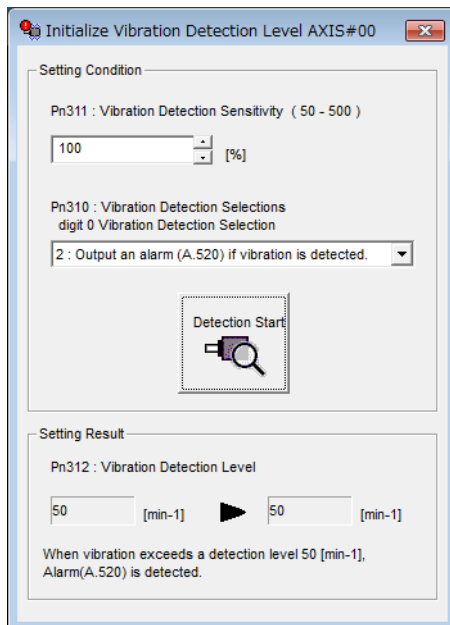 Initialize Vibration Detection Level AXIS#00
Setting Condition
Pn311 : Vibration Detection Sensitivity ( 50 - 500 )
100
[%]
Pn310 : Vibration Detection Selections
digit 0 Vibration Detection Selection
2 : Output an alarm (A.520) if vibration is detected.
Detection Start
Setting Result
Pn312 : Vibration Detection Level
50 [min-1] 50 [min-1]
When vibration exceeds a detection level 50 [min-1],
Alarm(A.520) is detected.